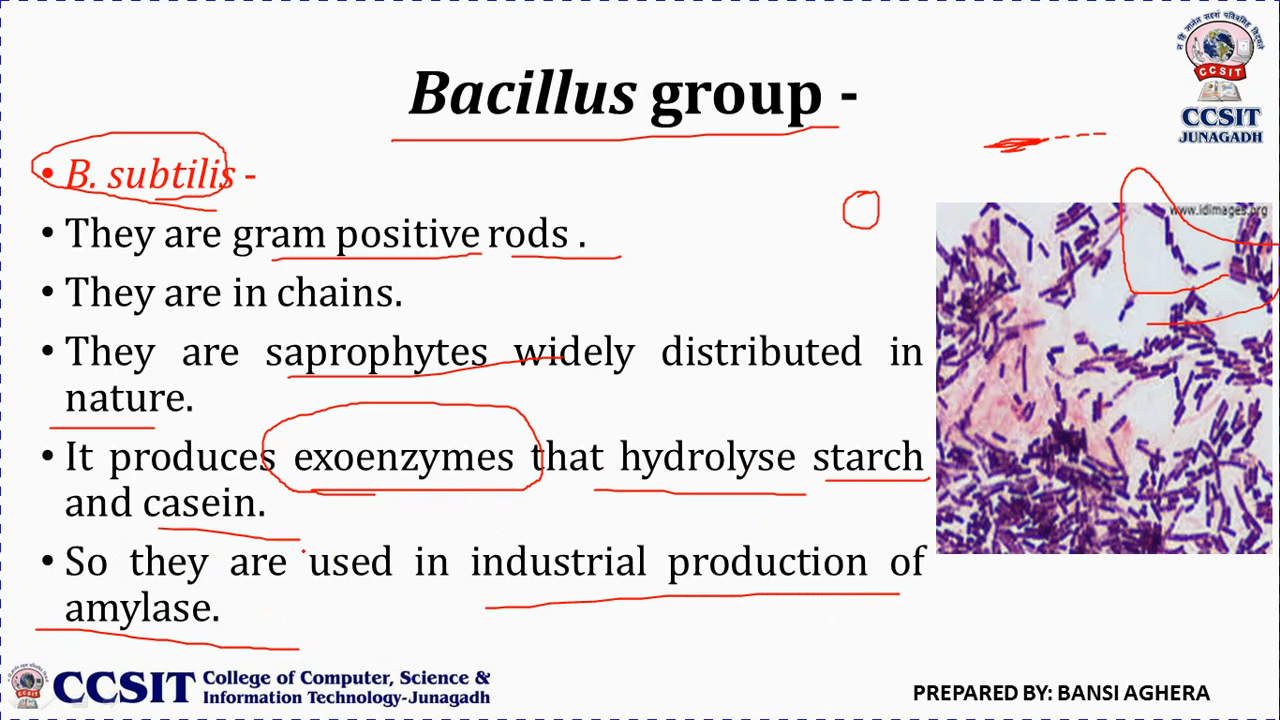 Bacillus group -
CCSIT
CCSIT
JUNAGADH
• B. subtilis -
www.idimages.org
• They are gram positive rods .
• They are in chains.
• They are saprophytes widely distributed in
nature.
• It produces exoenzymes that hydrolyse starch
and casein.
• So they are used in industrial production of
amylase.
CCSIT College of Computer, Science &
Information Technology-Junagadh
PREPARED BY: BANSI AGHERA